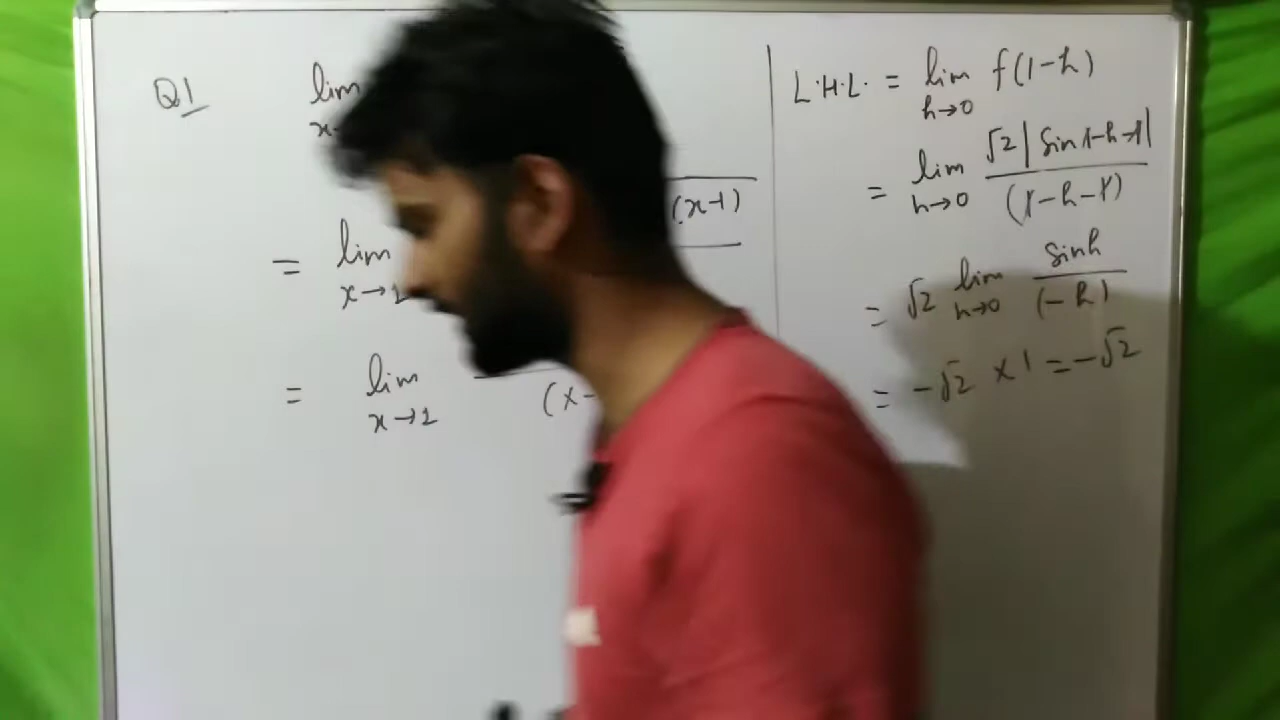 Q1 lim
x→
(x-1)
= lim
x→1
= lim
x→1 (x-
L.H.L. = lim f(1-h)
h→0
= lim √2 | sin 1-h-1|
h→0 (1-h-1)
= √2 lim sinh
h→0 (-h)
= -√2 × 1 = -√2